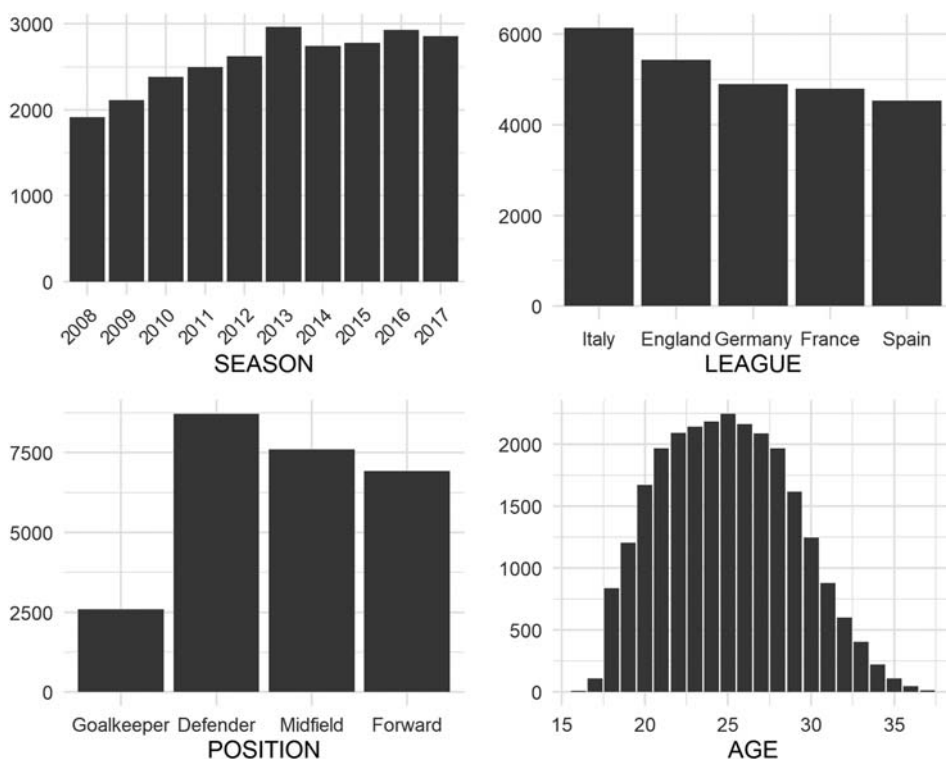 3000
2000
1000
0
2008 2009 2010 2011 2012 2013 2014 2015 2016 2017
SEASON
6000
4000
2000
0
Italy England Germany France Spain
LEAGUE
7500
5000
2500
0
Goalkeeper Defender Midfield Forward
POSITION
2000
1500
1000
500
0
15 20 25 30 35
AGE